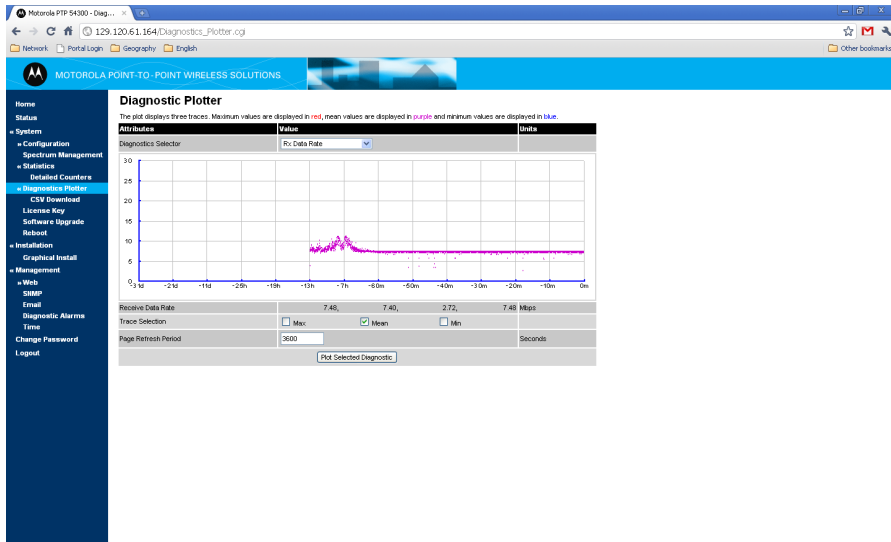 Motorola PTP 54300 - Diag...
129.120.61.164/Diagnostics_Plotter.cgi
Network Portal Login Geography English Other bookmarks
MOTOROLA POINT-TO-POINT WIRELESS SOLUTIONS
Home
Status
« System
» Configuration
Spectrum Management
« Statistics
Detailed Counters
« Diagnostics Plotter
CSV Download
License Key
Software Upgrade
Reboot
« Installation
Graphical Install
« Management
» Web
SNMP
Email
Diagnostic Alarms
Time
Change Password
Logout
Diagnostic Plotter
The plot displays three traces. Maximum values are displayed in red, mean values are displayed in purple and minimum values are displayed in blue.
Attributes Value Units
Diagnostics Selector Rx Data Rate
30
25
20
15
10
5
0
-31d -21d -11d -25h -19h -13h -7h -60m -50m -40m -30m -20m -10m 0m
Receive Data Rate 7.48, 7.40, 2.72, 7.48 Mbps
Trace Selection Max Mean Min
Page Refresh Period 3600 Seconds
Plot Selected Diagnostic